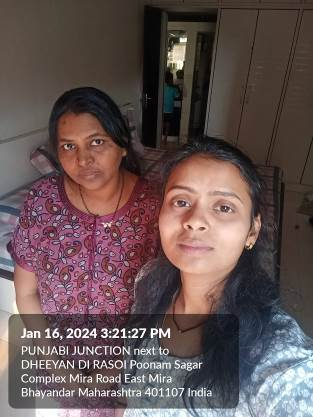 Jan 16, 2024 3:21:27 PM
PUNJABI JUNCTION next to
DHEEYAN DI RASOI Poonam Sagar
Complex Mira Road East Mira
Bhayandar Maharashtra 401107 India